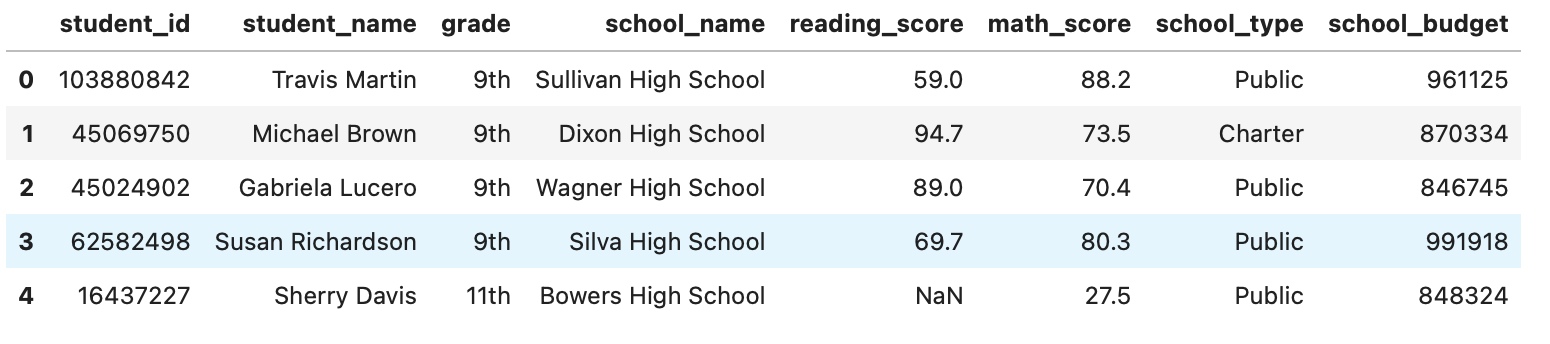 student_id student_name grade school_name reading_score math_score school_type school_budget
0 103880842 Travis Martin 9th Sullivan High School 59.0 88.2 Public 961125
1 45069750 Michael Brown 9th Dixon High School 94.7 73.5 Charter 870334
2 45024902 Gabriela Lucero 9th Wagner High School 89.0 70.4 Public 846745
3 62582498 Susan Richardson 9th Silva High School 69.7 80.3 Public 991918
4 16437227 Sherry Davis 11th Bowers High School NaN 27.5 Public 848324